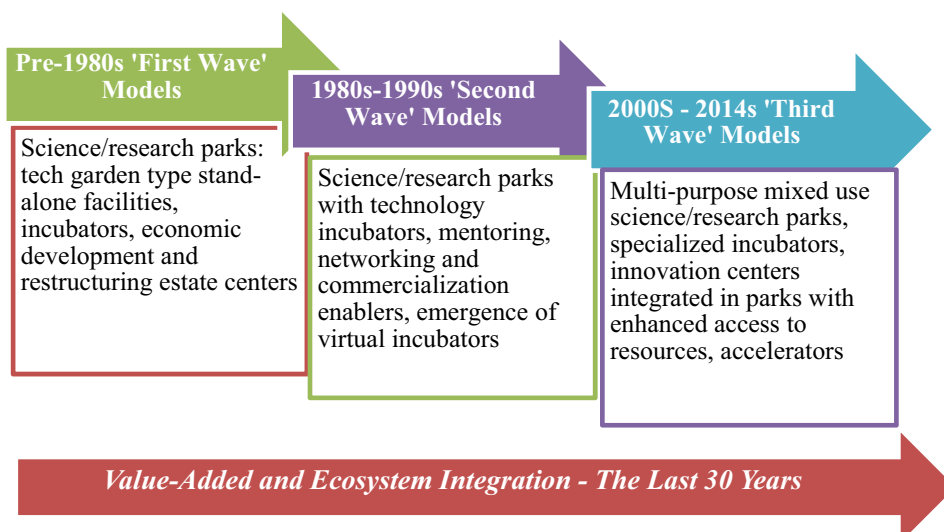 Pre-1980s 'First Wave'
Models
Science/research parks:
tech garden type stand-
alone facilities,
incubators, economic
development and
restructuring estate centers
1980s-1990s 'Second
Wave' Models
Science/research parks
with technology
incubators, mentoring,
networking and
commercialization
enablers, emergence of
virtual incubators
2000S - 2014s 'Third
Wave' Models
Multi-purpose mixed use
science/research parks,
specialized incubators,
innovation centers
integrated in parks with
enhanced access to
resources, accelerators
Value-Added and Ecosystem Integration - The Last 30 Years